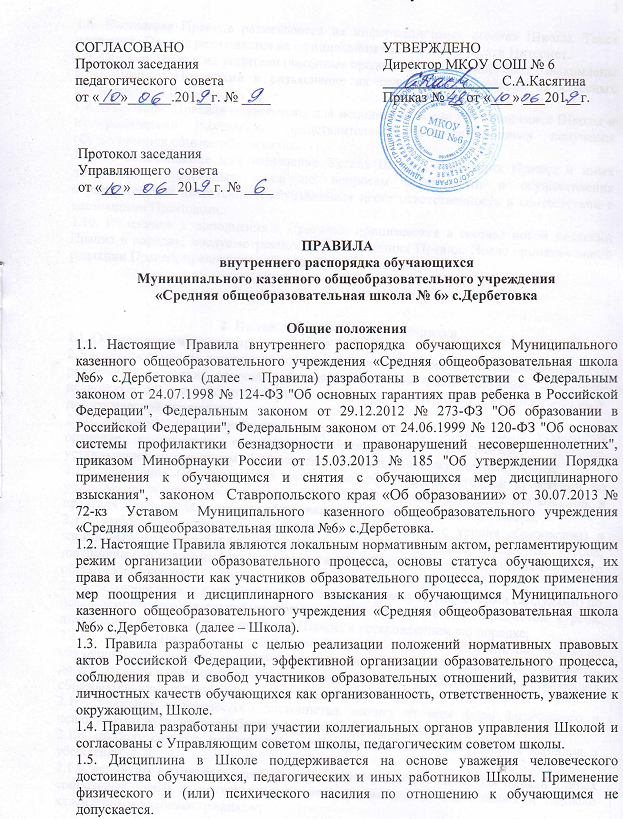 СОГЛАСОВАНО
Протокол заседания
педагогического совета
от «10» 06 .2019 г. № 9
УТВЕРЖДЕНО
Директор МКОУ СОШ № 6
С.А.Касягина
Приказ № 48 от «10 »06 2019 г.
МКОУ
СОШ №6
Протокол заседания
Управляющего совета
от « 10 » 06 2019 г. № 6
ПРАВИЛА
внутреннего распорядка обучающихся
Муниципального казенного общеобразовательного учреждения
«Средняя общеобразовательная школа № 6» с.Дербетовка
Общие положения
1.1. Настоящие Правила внутреннего распорядка обучающихся Муниципального
казенного общеобразовательного учреждения «Средняя общеобразовательная школа
№6» с.Дербетовка (далее - Правила) разработаны в соответствии с Федеральным
законом от 24.07.1998 № 124-ФЗ "Об основных гарантиях прав ребенка в Российской
Федерации", Федеральным законом от 29.12.2012 № 273-ФЗ "Об образовании в
Российской Федерации", Федеральным законом от 24.06.1999 № 120-ФЗ "Об основах
системы профилактики безнадзорности и правонарушений несовершеннолетних",
приказом Минобрнауки России от 15.03.2013 № 185 "Об утверждении Порядка
применения к обучающимся и снятия с обучающихся мер дисциплинарного
взыскания", законом Ставропольского края «Об образовании» от 30.07.2013 №
72-кз Уставом Муниципального казенного общеобразовательного учреждения
«Средняя общеобразовательная школа №6» с.Дербетовка.
1.2. Настоящие Правила являются локальным нормативным актом, регламентирующим
режим организации образовательного процесса, основы статуса обучающихся, их
права и обязанности как участников образовательного процесса, порядок применения
мер поощрения и дисциплинарного взыскания к обучающимся Муниципального
казенного общеобразовательного учреждения «Средняя общеобразовательная школа
№6» с.Дербетовка (далее – Школа).
1.3. Правила разработаны с целью реализации положений нормативных правовых
актов Российской Федерации, эффективной организации образовательного процесса,
соблюдения прав и свобод участников образовательных отношений, развития таких
личностных качеств обучающихся как организованность, ответственность, уважение к
окружающим, Школе.
1.4. Правила разработаны при участии коллегиальных органов управления Школой и
согласованы с Управляющим советом школы, педагогическим советом школы.
1.5. Дисциплина в Школе поддерживается на основе уважения человеческого
достоинства обучающихся, педагогических и иных работников Школы. Применение
физического и (или) психического насилия по отношению к обучающимся не
допускается.